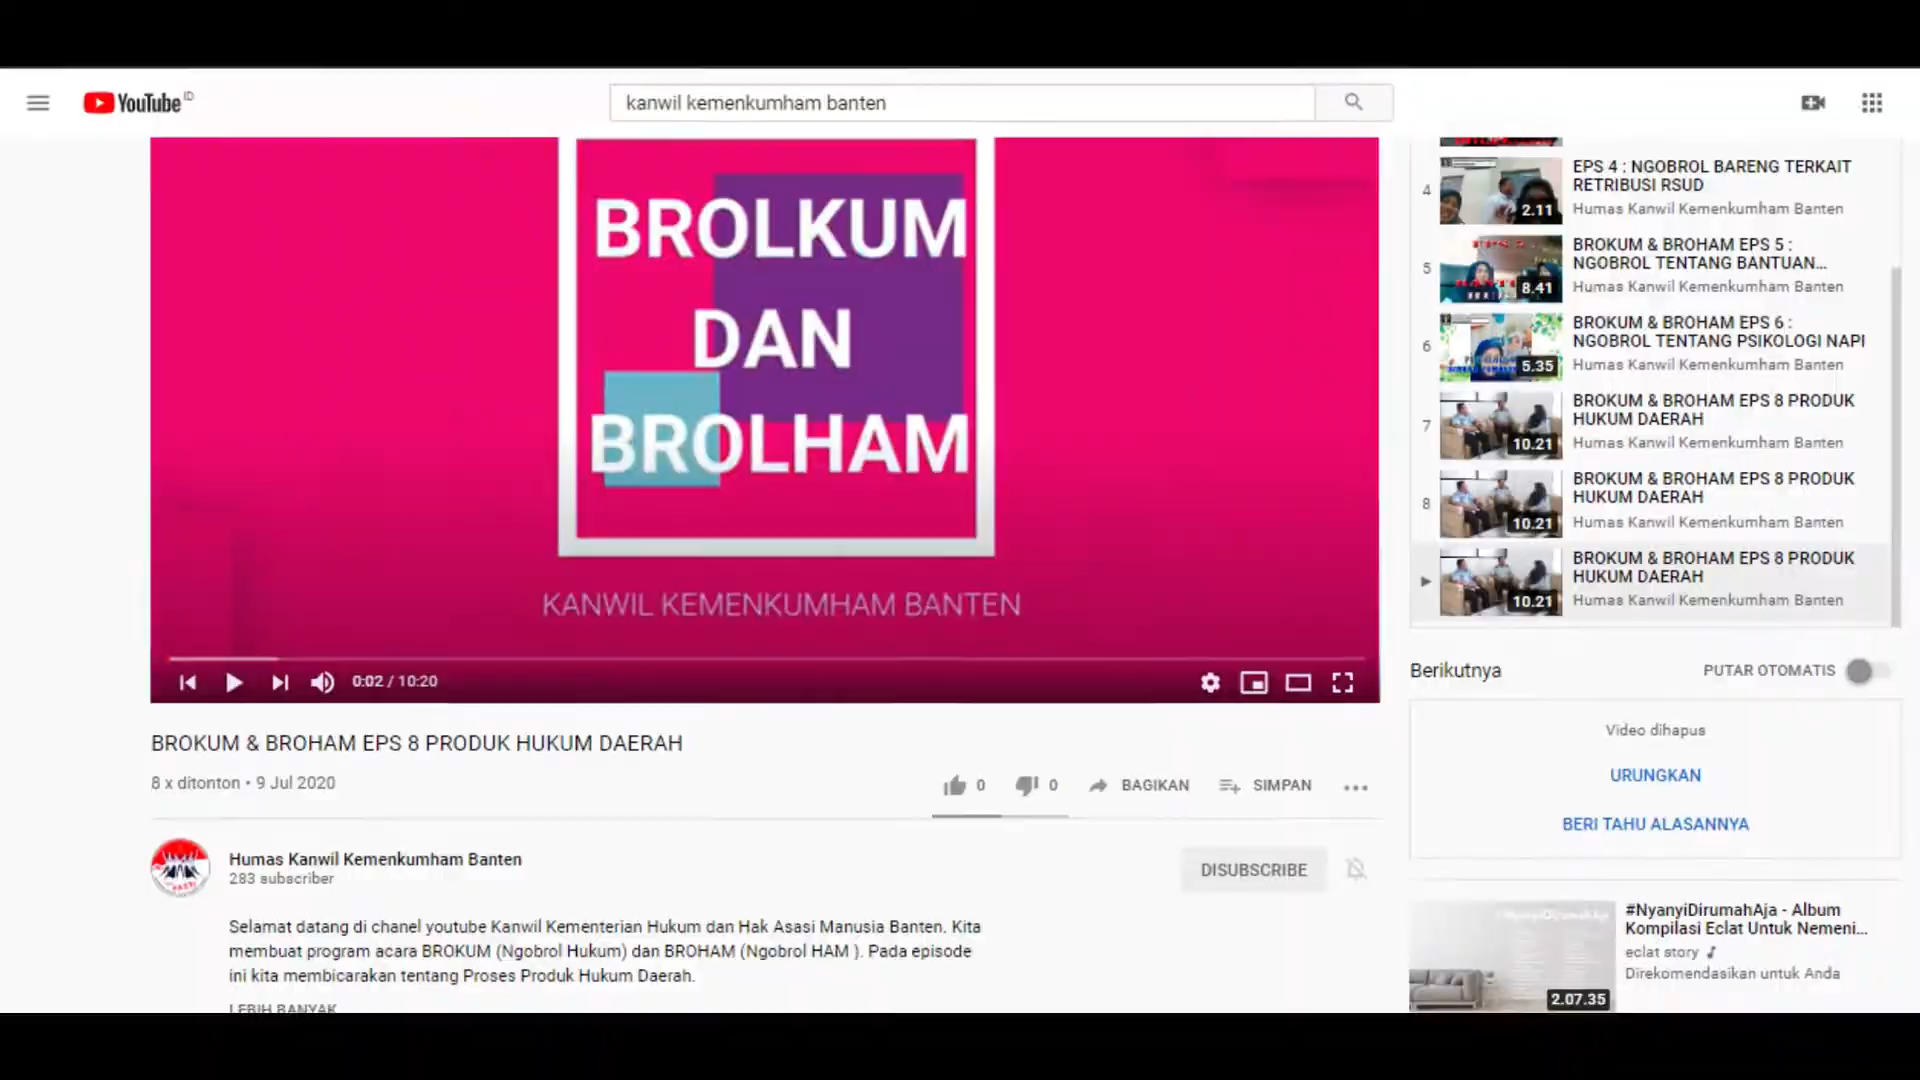 YouTube ID
kanwil kemenkumham banten
BROLKUM
DAN
BROLHAM
KANWIL KEMENKUMHAM BANTEN
0:02 / 10:20
BROKUM & BROHAM EPS 8 PRODUK HUKUM DAERAH
8 x ditonton • 9 Jul 2020
0
0
BAGIKAN
SIMPAN
Humas Kanwil Kemenkumham Banten
283 subscriber
DISUBSCRIBE
Selamat datang di chanel youtube Kanwil Kementerian Hukum dan Hak Asasi Manusia Banten. Kita
membuat program acara BROKUM (Ngobrol Hukum) dan BROHAM (Ngobrol HAM ). Pada episode
ini kita membicarakan tentang Proses Produk Hukum Daerah.
LEBIH BANYAK
4
2.11
EPS 4 : NGOBROL BARENG TERKAIT
RETRIBUSI RSUD
Humas Kanwil Kemenkumham Banten
5
8.41
BROKUM & BROHAM EPS 5 :
NGOBROL TENTANG BANTUAN...
Humas Kanwil Kemenkumham Banten
6
5.35
BROKUM & BROHAM EPS 6 :
NGOBROL TENTANG PSIKOLOGI NAPI
Humas Kanwil Kemenkumham Banten
7
10.21
BROKUM & BROHAM EPS 8 PRODUK
HUKUM DAERAH
Humas Kanwil Kemenkumham Banten
8
10.21
BROKUM & BROHAM EPS 8 PRODUK
HUKUM DAERAH
Humas Kanwil Kemenkumham Banten
10.21
BROKUM & BROHAM EPS 8 PRODUK
HUKUM DAERAH
Humas Kanwil Kemenkumham Banten
Berikutnya
PUTAR OTOMATIS
Video dihapus
URUNGKAN
BERI TAHU ALASANNYA
2.07.35
#NyanyiDirumahAja - Album
Kompilasi Eclat Untuk Nemeni...
eclat story
Direkomendasikan untuk Anda